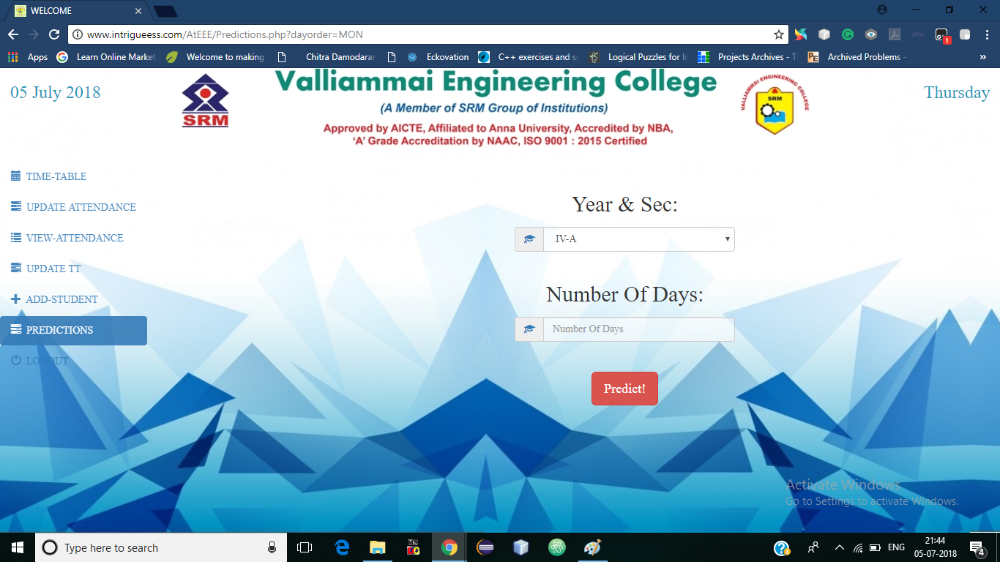 WELCOME
www.intrigueess.com/AtEEE/Predictions.php?dayorder=MON
Apps
Learn Online Market
Welcome to making
Chitra Damodaran
Eckovation
C++ exercises and so
Logical Puzzles for In
Projects Archives - T
Archived Problems -
»
05 July 2018
SRM
Valliammai Engineering College
(A Member of SRM Group of Institutions)
Approved by AICTE, Affiliated to Anna University, Accredited by NBA,
‘A’ Grade Accreditation by NAAC, ISO 9001 : 2015 Certified
VALLIAMMAI ENGINEERING COLLEGE
SRM
Thursday
TIME-TABLE
UPDATE ATTENDANCE
VIEW-ATTENDANCE
UPDATE TT
ADD-STUDENT
PREDICTIONS
LOGOUT
Year & Sec:
IV-A
Number Of Days:
Number Of Days
Predict!
Activate Windows
Go to Settings to activate Windows.
Type here to search
ENG
21:44
05-07-2018
4